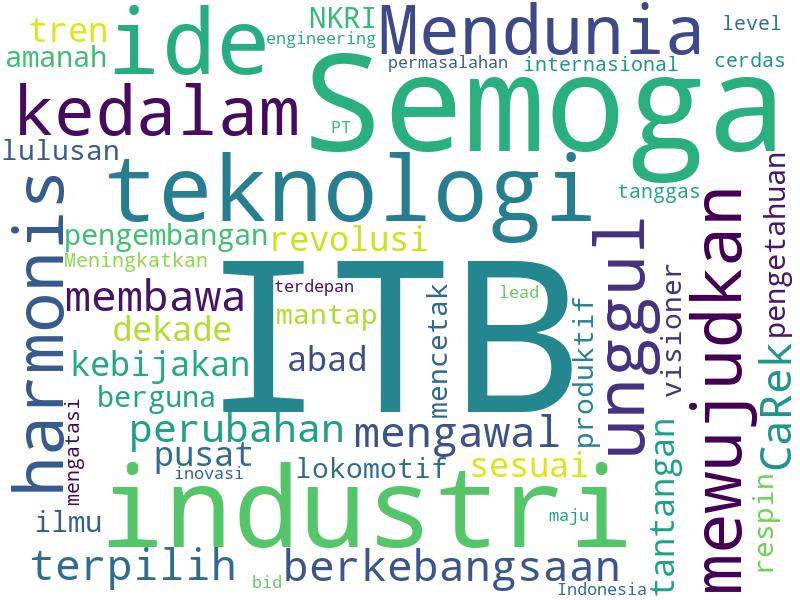 tren
ide
NKRI
engineering
Mendunia
level
amanah
permasalahan
internasional
cerdas
kedalam
Semoga
PT
lulusan
teknologi
tanggas
harmonis
pengembangan
revolusi
unggul
mewujudkan
pengetahuan
Meningkatkan
ITB
membawa
terdepan
lead
visioner
dekade
mantap
mencetak
produktif
kebijakan
abad
CaRek
berguna
mengatasi
perubahan
mengawal
tantangan
pusat
inovasi
lokomotif
sesuai
respin
ilmu
industri
maju
terpilih
bid
berkebangsaan
Indonesia